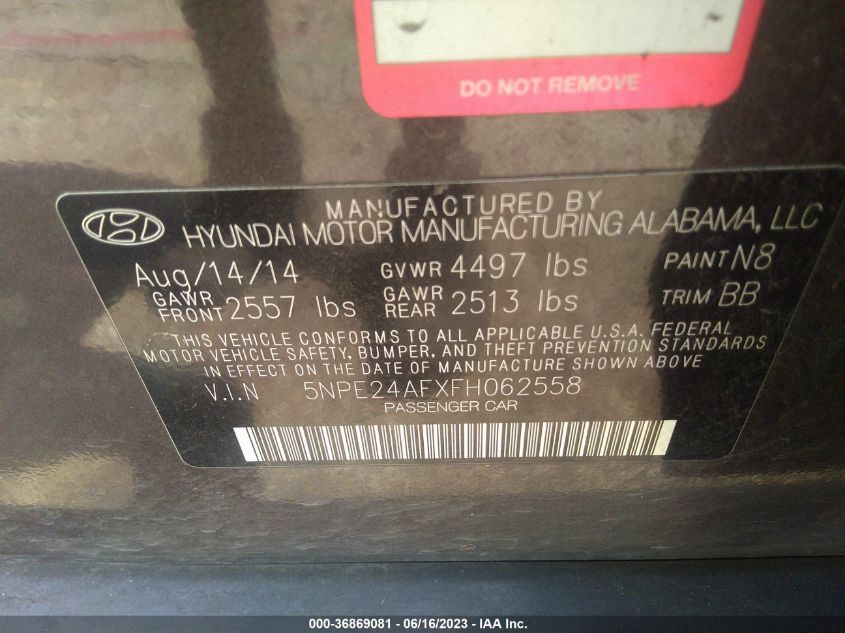 DO NOT REMOVE
MANUFACTURED BY
HYUNDAI MOTOR MANUFACTURING ALABAMA, LLC
Aug/14/14 GVWR 4497 lbs PAINT N8
GAWR FRONT 2557 lbs GAWR REAR 2513 lbs TRIM BB
THIS VEHICLE CONFORMS TO ALL APPLICABLE U.S.A. FEDERAL
MOTOR VEHICLE SAFETY, BUMPER, AND THEFT PREVENTION STANDARDS
IN EFFECT ON THE DATE OF MANUFACTURE SHOWN ABOVE
V.I.N 5NPE24AFXFH062558
PASSENGER CAR
000-36869081 - 06/16/2023 - © IAA Inc.